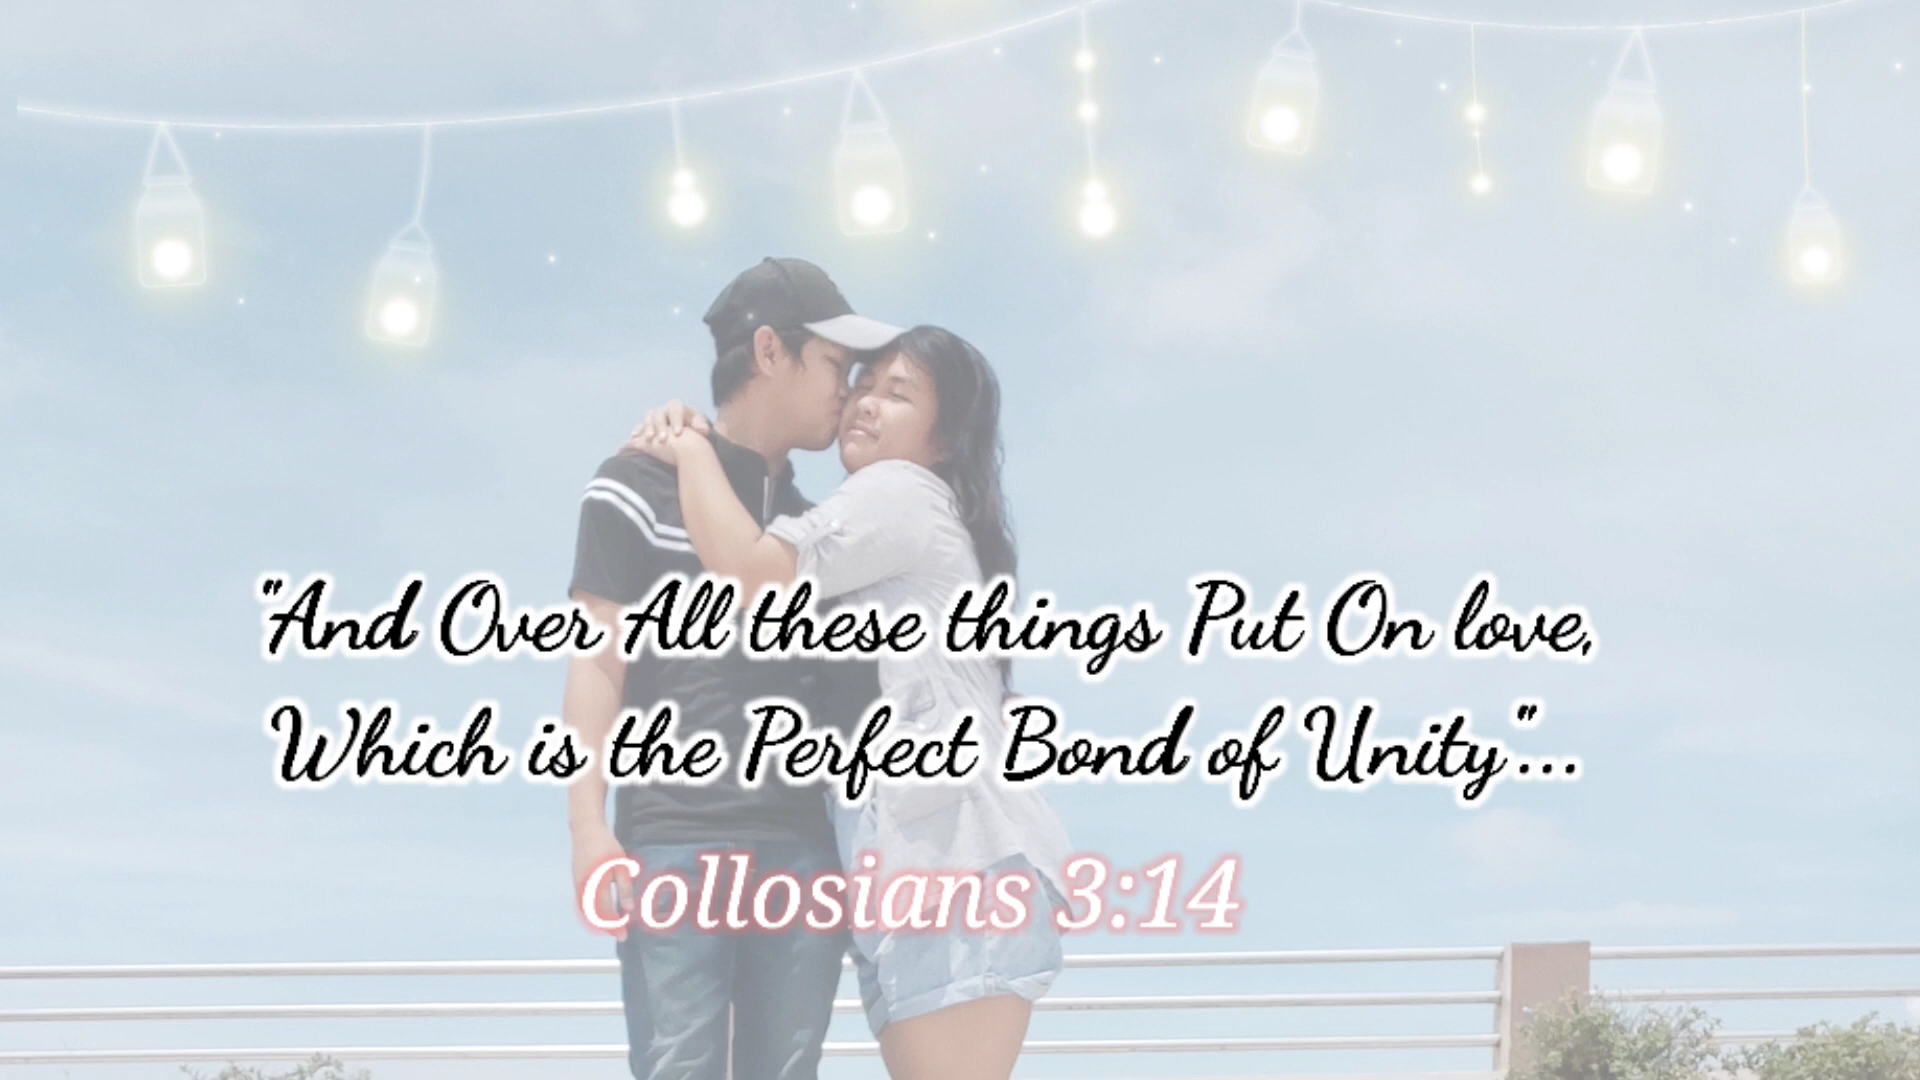 "And Over All these things Put On love,
Which is the Perfect Bond of Unity"...
Collosians 3:14